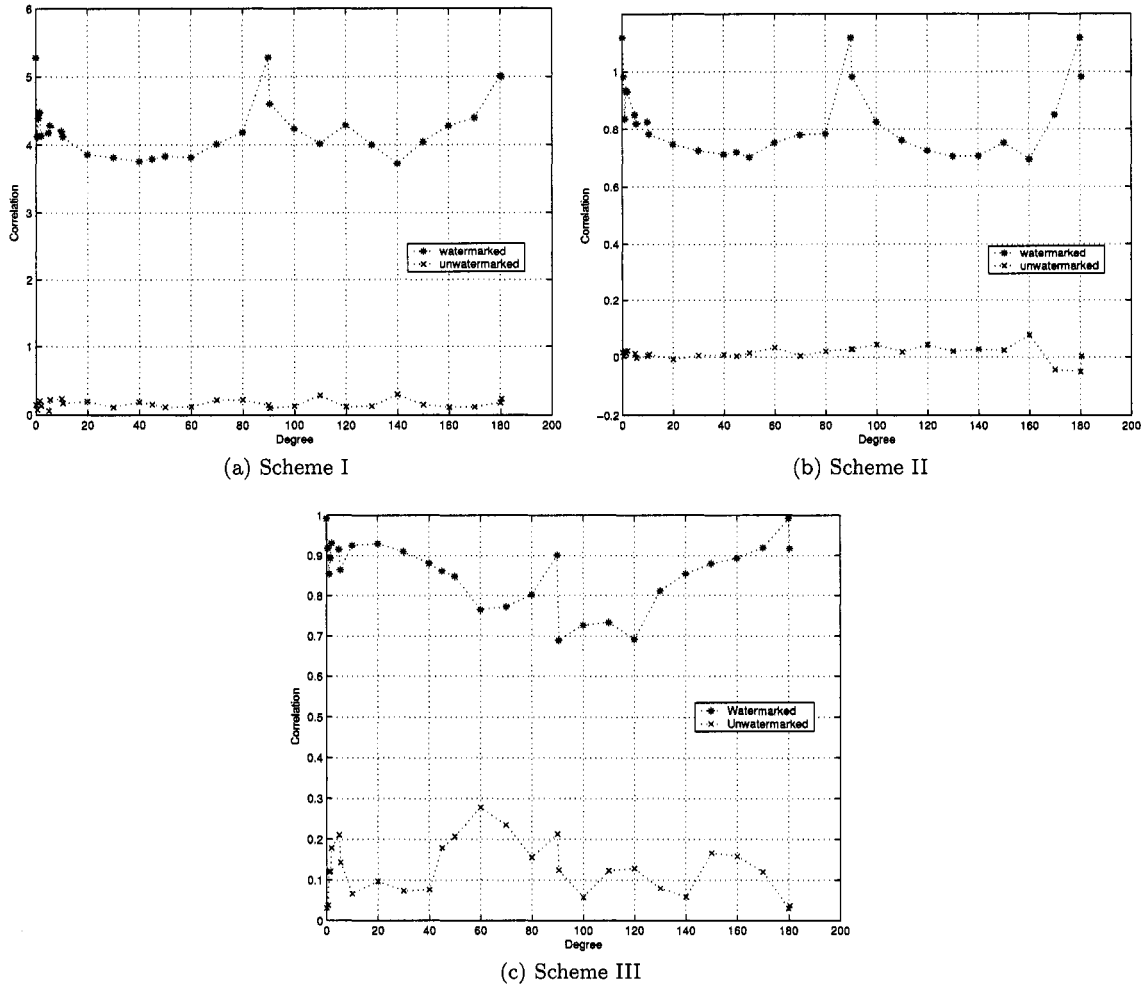 6
5
4
3
2
1
0
Correlation
0 20 40 60 80 100 120 140 160 180 200
Degree
watermarked
unwatermarked
(a) Scheme I
1
0.8
0.6
0.4
0.2
0
−0.2
Correlation
0 20 40 60 80 100 120 140 160 180 200
Degree
watermarked
unwatermarked
(b) Scheme II
1
0.9
0.8
0.7
0.6
0.5
0.4
0.3
0.2
0.1
0
Correlation
0 20 40 60 80 100 120 140 160 180 200
Degree
Watermarked
Unwatermarked
(c) Scheme III